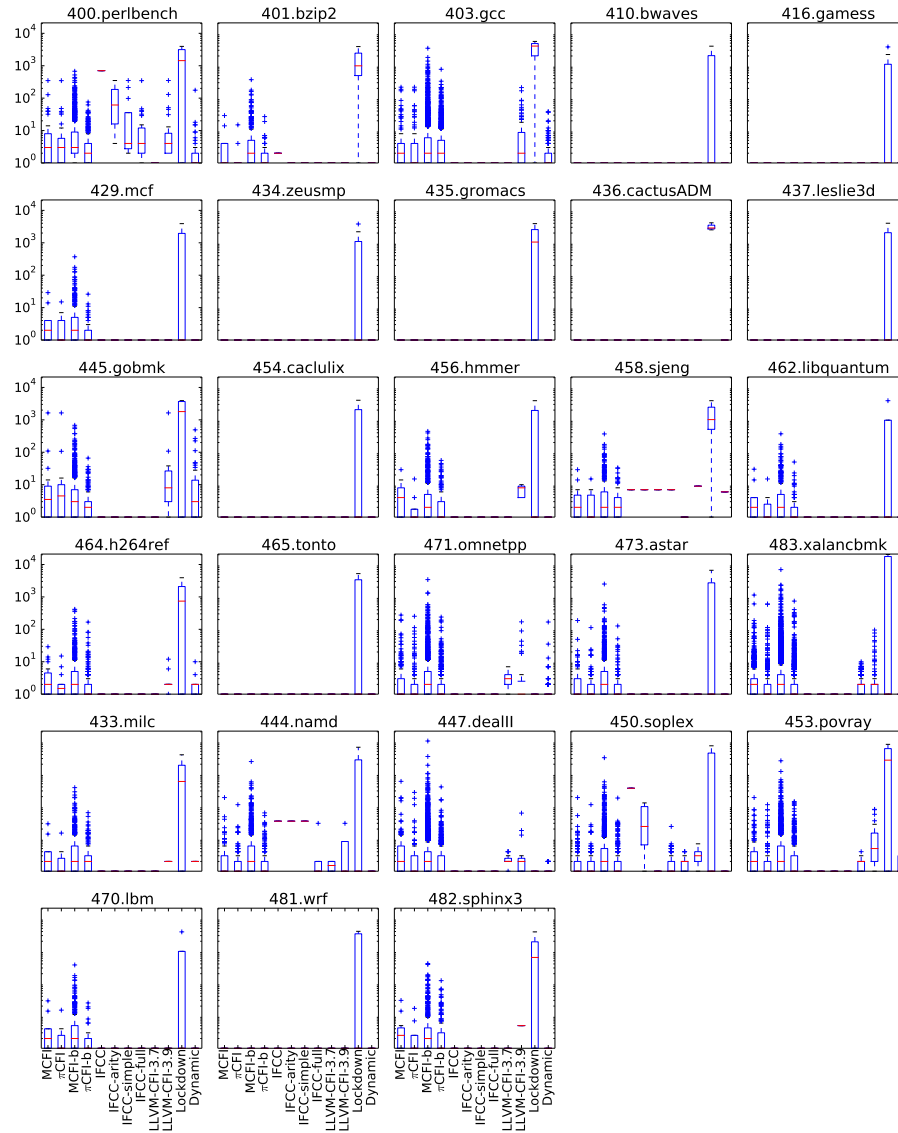 400.perlbench 401.bzip2 403.gcc 410.bwaves 416.gamess
10^4
10^3
10^2
10^1
10^0
429.mcf 434.zeusmp 435.gromacs 436.cactusADM 437.leslie3d
10^4
10^3
10^2
10^1
10^0
445.gobmk 454.caclulix 456.hmmer 458.sjeng 462.libquantum
10^4
10^3
10^2
10^1
10^0
464.h264ref 465.tonto 471.omnetpp 473.astar 483.xalancbmk
10^4
10^3
10^2
10^1
10^0
433.milc 444.namd 447.dealII 450.soplex 453.povray
470.lbm 481.wrf 482.sphinx3
MCFI πCFI MCFI-b πCFI-b IFCC IFCC-arity IFCC-simple IFCC-full LLVM-CFI-3.7 LLVM-CFI-3.9 Lockdown Dynamic
MCFI πCFI MCFI-b πCFI-b IFCC IFCC-arity IFCC-simple IFCC-full LLVM-CFI-3.7 LLVM-CFI-3.9 Lockdown Dynamic
MCFI πCFI MCFI-b πCFI-b IFCC IFCC-arity IFCC-simple IFCC-full LLVM-CFI-3.7 LLVM-CFI-3.9 Lockdown Dynamic